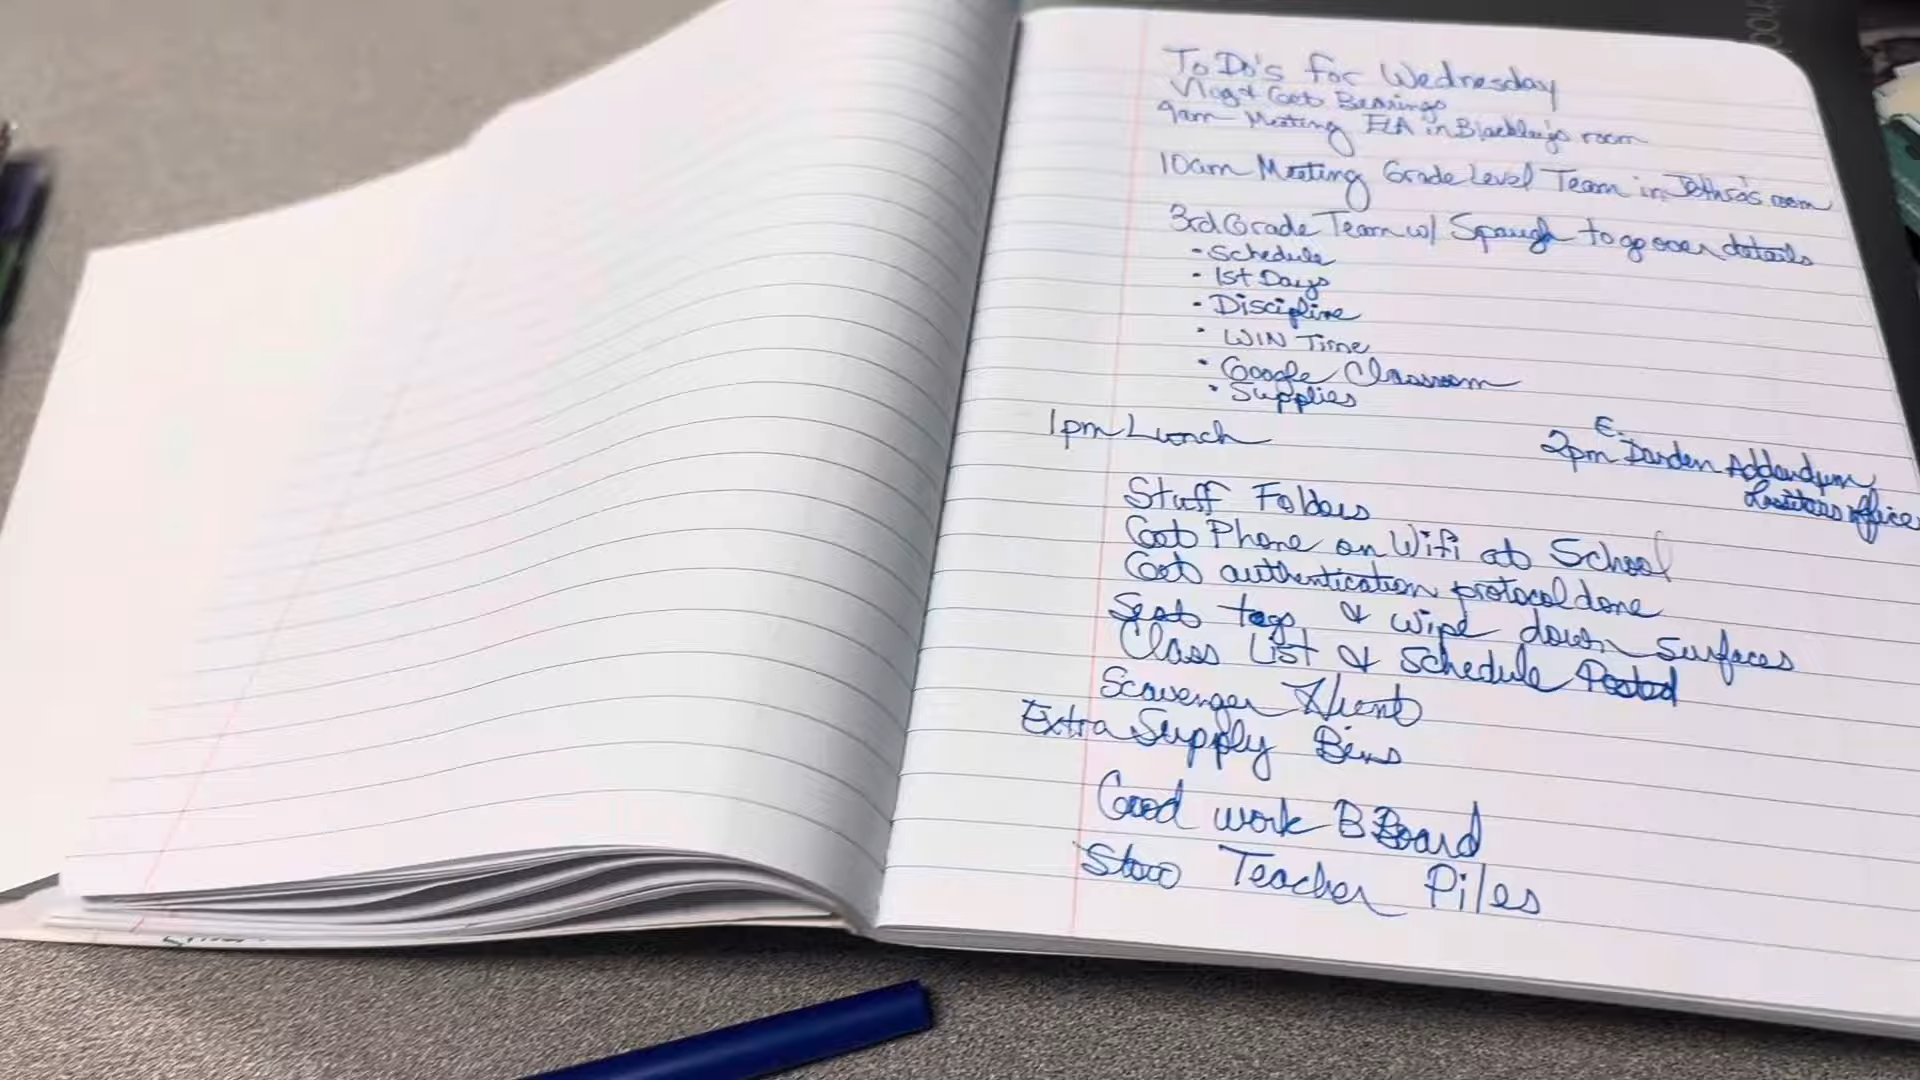 To Do's for Wednesday
Vlog & Get Bearings
9am Meeting ELA in Blackley's room
10am Meeting Grade Level Team in room
3rd Grade Team w/ Spaugh to go over details
• Schedule
• 1st Days
• Discipline
• WIN Time
• Google Classroom
• Supplies
1pm Lunch
E.
2pm Darden Addendum
office
Stuff Folders
Get Phone on Wifi at School
Get authentication protocol done
Seat tags & wipe down surfaces
Class List & Schedule Posted
Scavenger Hunt
Extra Supply Bins
Good work B Board
Teacher Piles